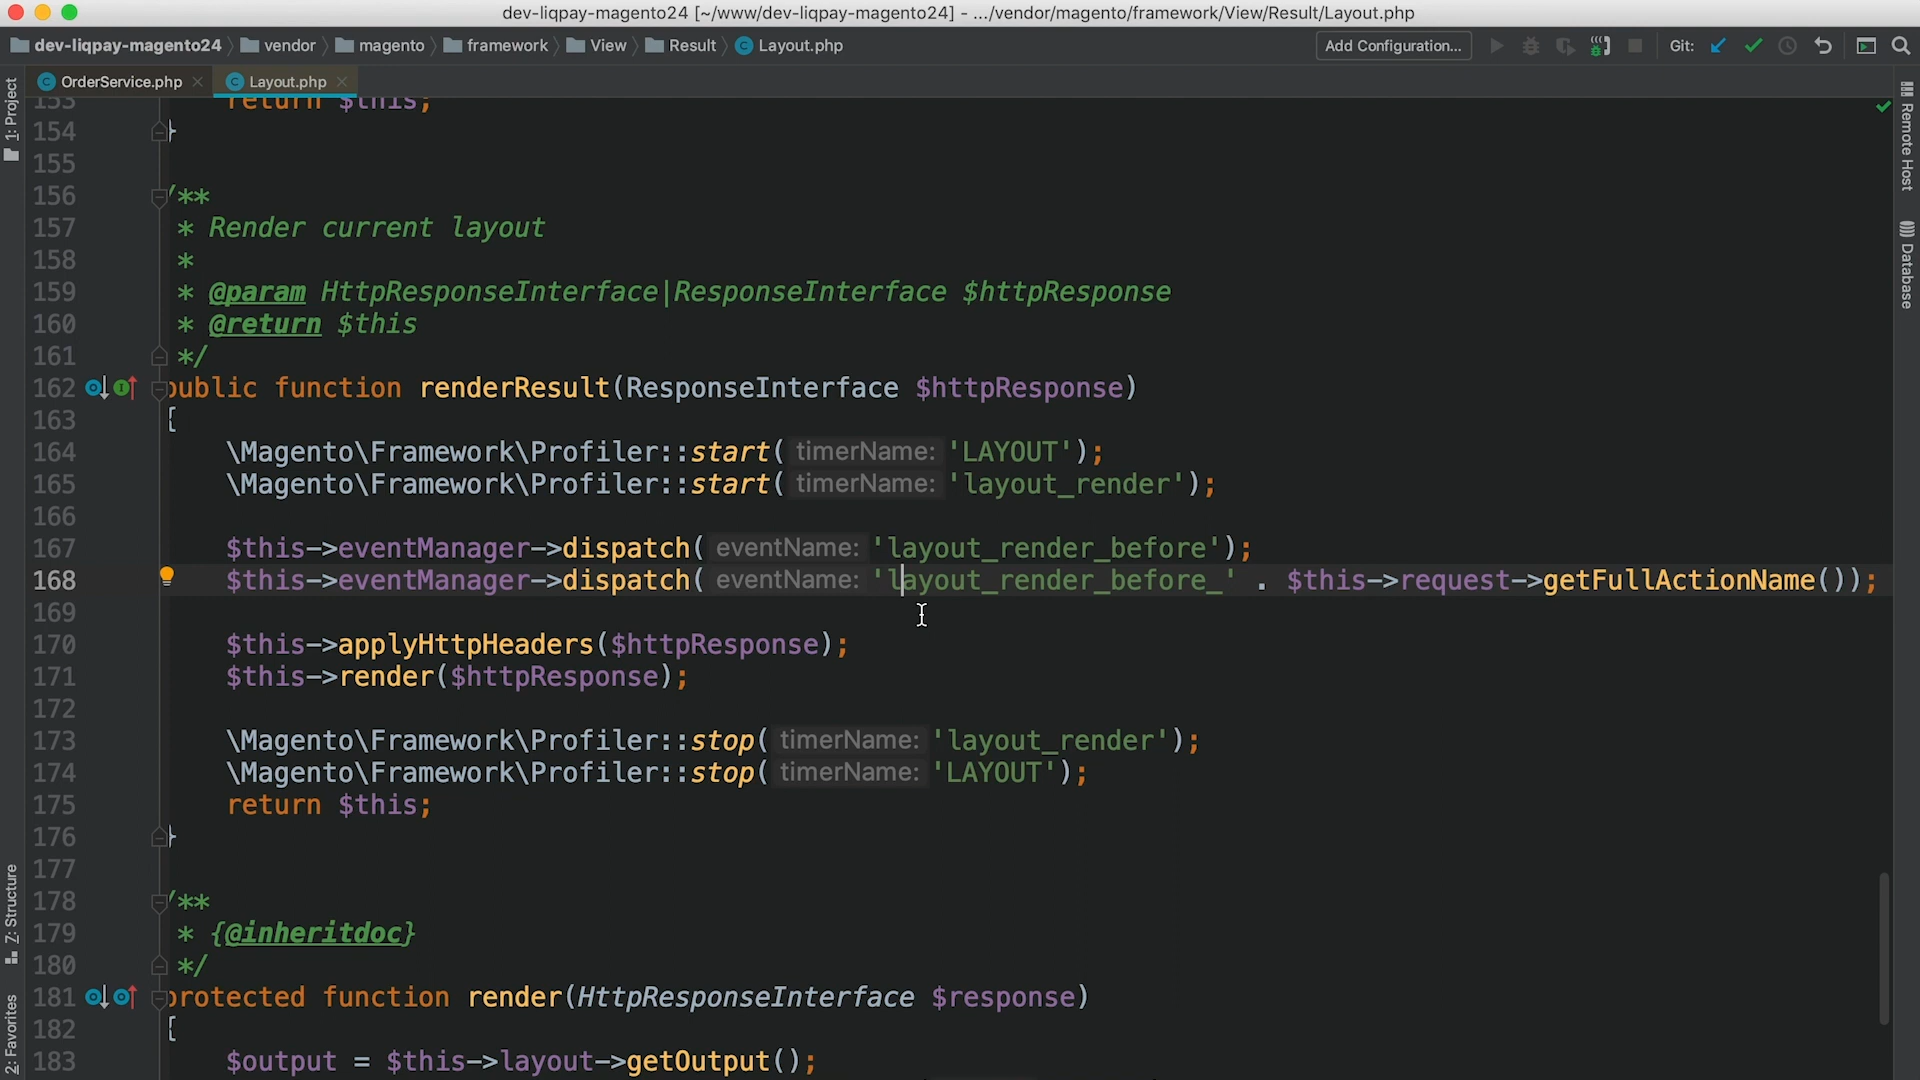 dev-liqpay-magento24 [~/www/dev-liqpay-magento24] - .../vendor/magento/framework/View/Result/Layout.php
dev-liqpay-magento24 vendor magento framework View Result Layout.php Add Configuration... Git:
OrderService.php Layout.php
1: Project
Remote Host
Database
Z: Structure
2: Favorites
153 return $this;
154 }
155
156 /**
157 * Render current layout
158 *
159 * @param HttpResponseInterface|ResponseInterface $httpResponse
160 * @return $this
161 */
162 public function renderResult(ResponseInterface $httpResponse)
163 {
164 \Magento\Framework\Profiler::start( timerName: 'LAYOUT');
165 \Magento\Framework\Profiler::start( timerName: 'layout_render');
166
167 $this->eventManager->dispatch( eventName: 'layout_render_before');
168 $this->eventManager->dispatch( eventName: 'layout_render_before_' . $this->request->getFullActionName());
169
170 $this->applyHttpHeaders($httpResponse);
171 $this->render($httpResponse);
172
173 \Magento\Framework\Profiler::stop( timerName: 'layout_render');
174 \Magento\Framework\Profiler::stop( timerName: 'LAYOUT');
175 return $this;
176 }
177
178 /**
179 * {@inheritdoc}
180 */
181 protected function render(HttpResponseInterface $response)
182 {
183 $output = $this->layout->getOutput();